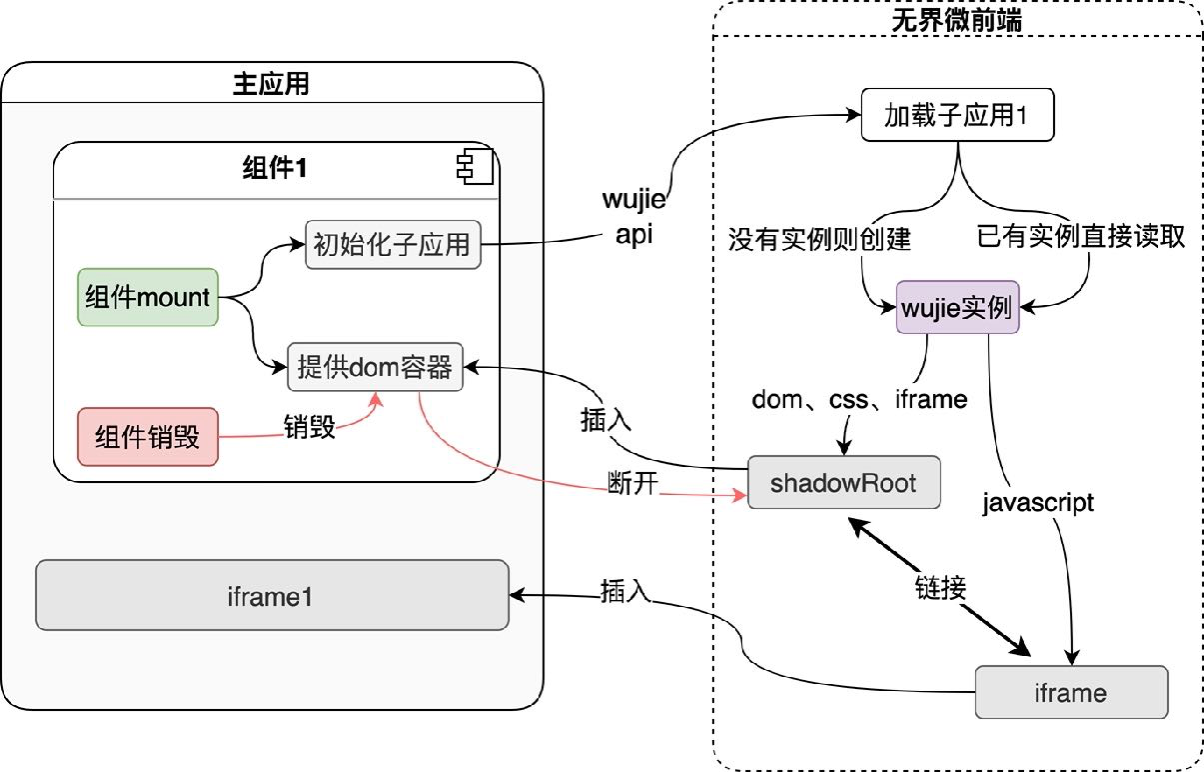 无界微前端
主应用
加载子应用1
组件1
wujie
api
初始化子应用
没有实例则创建
已有实例直接读取
组件mount
wujie实例
提供dom容器
dom、css、iframe
插入
组件销毁
销毁
断开
shadowRoot
javascript
链接
iframe1
插入
iframe